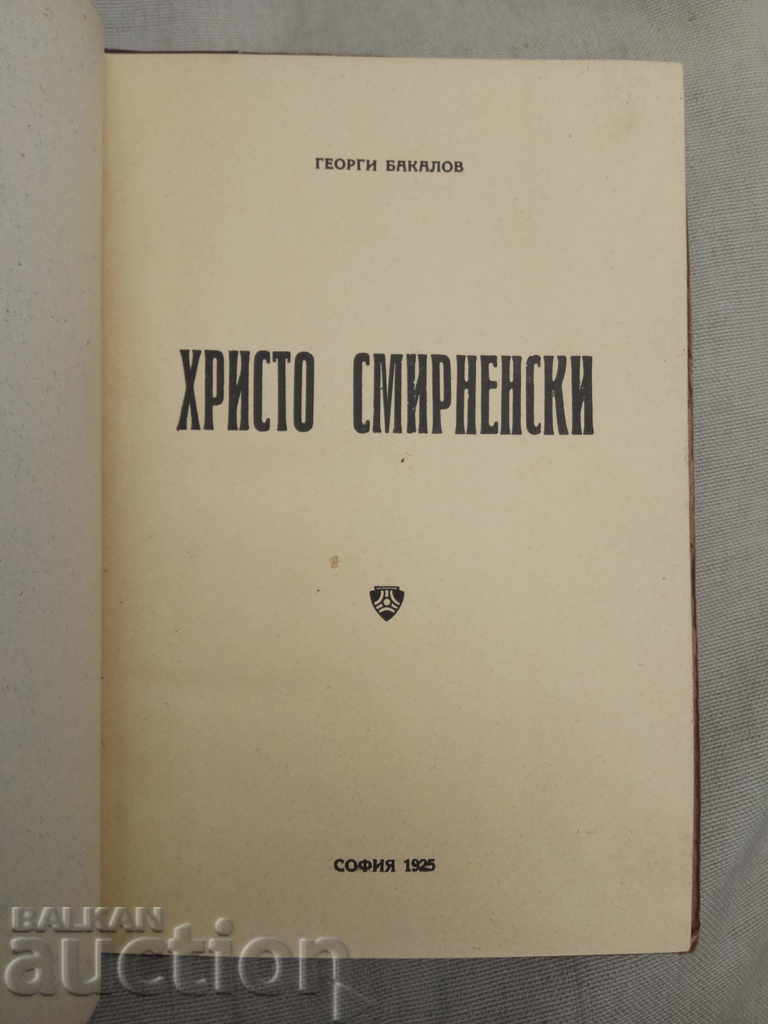 ГЕОРГИ БАКАЛОВ
ХРИСТО СМИРНЕНСКИ
СОФИЯ 1925
BALKAN
auction